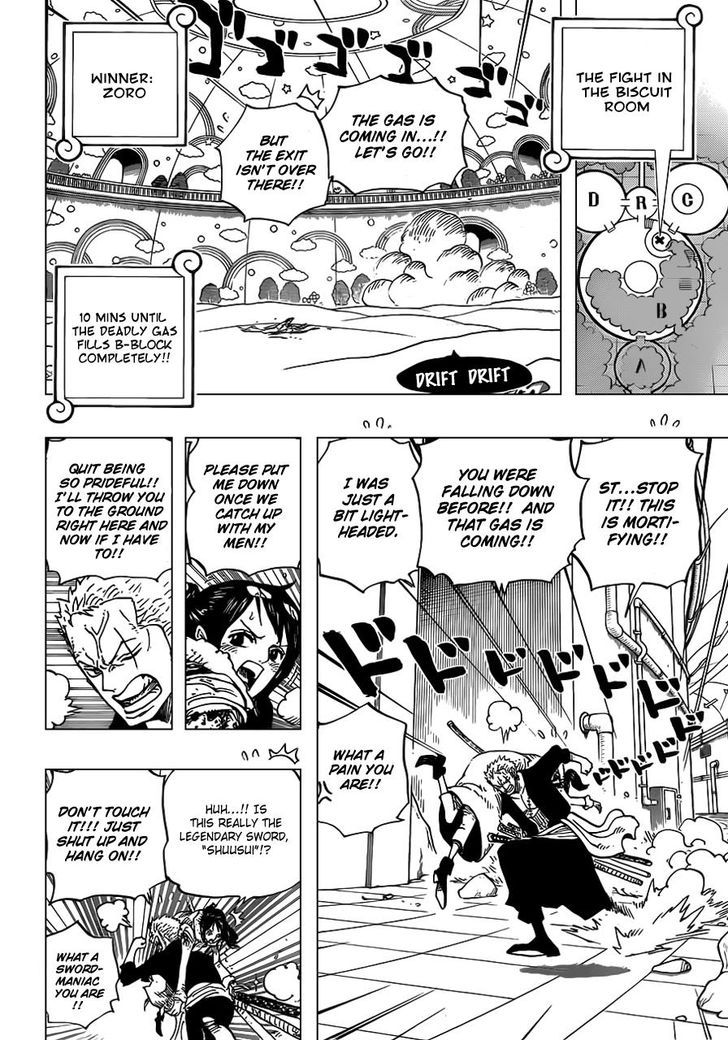 THE FIGHT IN
THE BISCUIT
ROOM
D
R
C
B
A
WINNER:
ZORO
THE GAS IS
COMING IN...!!
LET'S GO!!
BUT
THE EXIT
ISN'T OVER
THERE!!
ゴゴゴゴゴゴ
10 MINS UNTIL
THE DEADLY GAS
FILLS B-BLOCK
COMPLETELY!!
DRIFT DRIFT
ST...STOP
IT!! THIS
IS MORTI-
FYING!!
YOU WERE
FALLING DOWN
BEFORE!! AND
THAT GAS IS
COMING!!
I WAS
JUST A
BIT LIGHT-
HEADED.
ドドドドドドドド
WHAT A
PAIN YOU
ARE!!
PLEASE PUT
ME DOWN
ONCE WE
CATCH UP
WITH MY
MEN!!
QUIT BEING
SO PRIDEFUL!!
I'LL THROW YOU
TO THE GROUND
RIGHT HERE AND
NOW IF I HAVE
TO!!
HUH...!! IS
THIS REALLY THE
LEGENDARY SWORD,
"SHUUSUI"!?
DON'T TOUCH
IT!!! JUST
SHUT UP AND
HANG ON!!
WHAT A
SWORD-
MANIAC
YOU ARE
!!